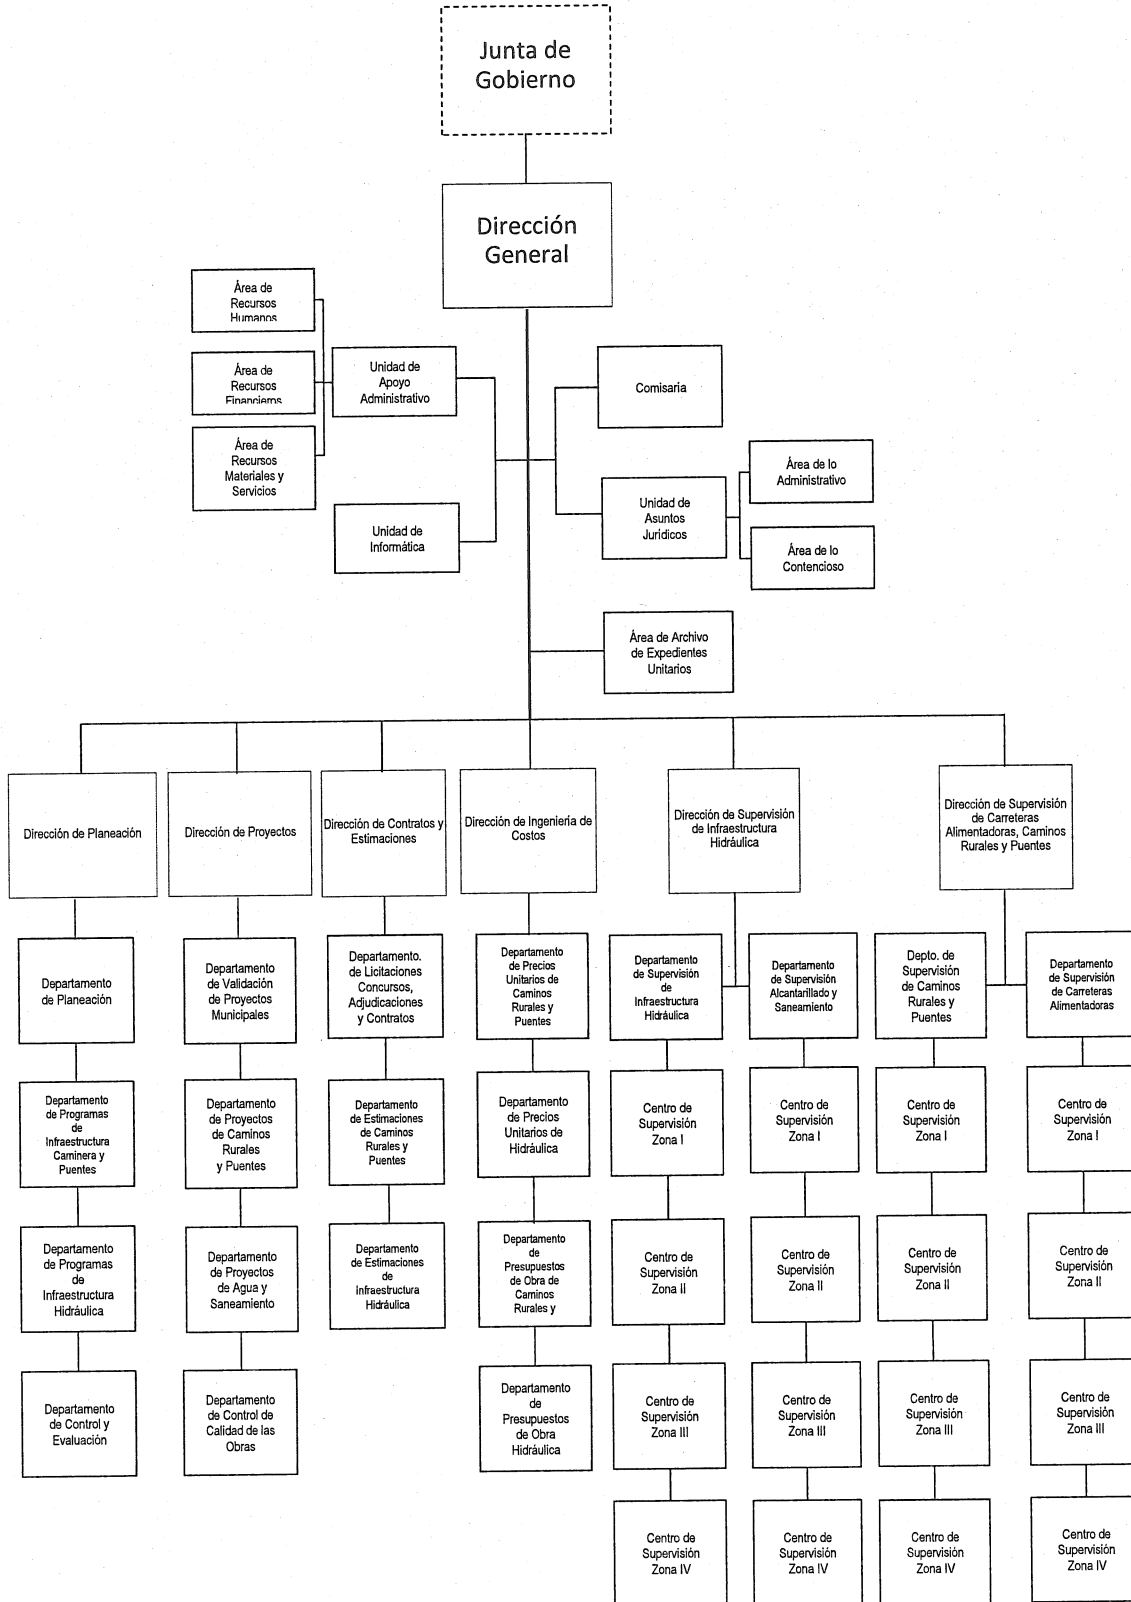 Junta de
Gobierno
Dirección
General
Área de
Recursos
Humanos
Área de
Recursos
Financieros
Área de
Recursos
Materiales y
Servicios
Unidad de
Apoyo
Administrativo
Unidad de
Informática
Comisaria
Unidad de
Asuntos
Jurídicos
Área de lo
Administrativo
Área de lo
Contencioso
Área de Archivo
de Expedientes
Unitarios
Dirección de Planeación
Dirección de Proyectos
Dirección de Contratos y
Estimaciones
Dirección de Ingeniería de
Costos
Dirección de Supervisión
de Infraestructura
Hidráulica
Dirección de Supervisión
de Carreteras
Alimentadoras, Caminos
Rurales y Puentes
Departamento
de Planeación
Departamento
de Programas
de
Infraestructura
Caminera y
Puentes
Departamento
de Programas
de
Infraestructura
Hidráulica
Departamento
de Control y
Evaluación
Departamento
de Validación
de Proyectos
Municipales
Departamento
de Proyectos
de Caminos
Rurales
y Puentes
Departamento
de Proyectos
de Agua y
Saneamiento
Departamento
de Control de
Calidad de las
Obras
Departamento.
de Licitaciones
Concursos,
Adjudicaciones
y Contratos
Departamento
de Estimaciones
de Caminos
Rurales y
Puentes
Departamento
de Estimaciones
de
Infraestructura
Hidráulica
Departamento
de Precios
Unitarios de
Caminos
Rurales y
Puentes
Departamento
de Precios
Unitarios de
Hidráulica
Departamento
de
Presupuestos
de Obra de
Caminos
Rurales y
Departamento
de
Presupuestos
de Obra
Hidráulica
Departamento
de Supervisión
de
Infraestructura
Hidráulica
Centro de
Supervisión
Zona I
Centro de
Supervisión
Zona II
Centro de
Supervisión
Zona III
Centro de
Supervisión
Zona IV
Departamento
de Supervisión
Alcantarillado y
Saneamiento
Centro de
Supervisión
Zona I
Centro de
Supervisión
Zona II
Centro de
Supervisión
Zona III
Centro de
Supervisión
Zona IV
Depto. de
Supervisión
de Caminos
Rurales y
Puentes
Centro de
Supervisión
Zona I
Centro de
Supervisión
Zona II
Centro de
Supervisión
Zona III
Centro de
Supervisión
Zona IV
Departamento
de Supervisión
de Carreteras
Alimentadoras
Centro de
Supervisión
Zona I
Centro de
Supervisión
Zona II
Centro de
Supervisión
Zona III
Centro de
Supervisión
Zona IV